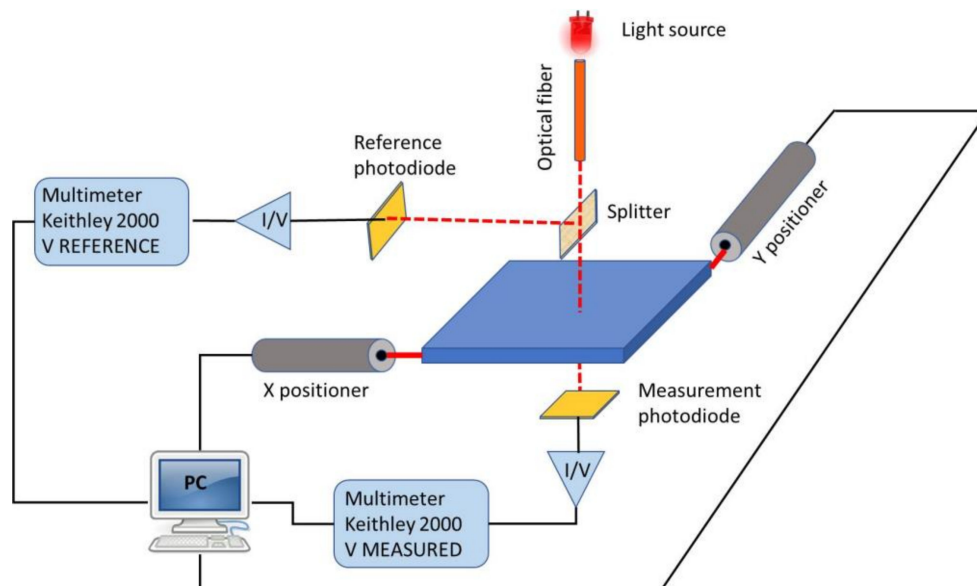 Light source
Optical fiber
Reference
photodiode
Multimeter
Keithley 2000
V REFERENCE
I/V
Splitter
Y positioner
X positioner
Measurement
photodiode
I/V
PC
Multimeter
Keithley 2000
V MEASURED